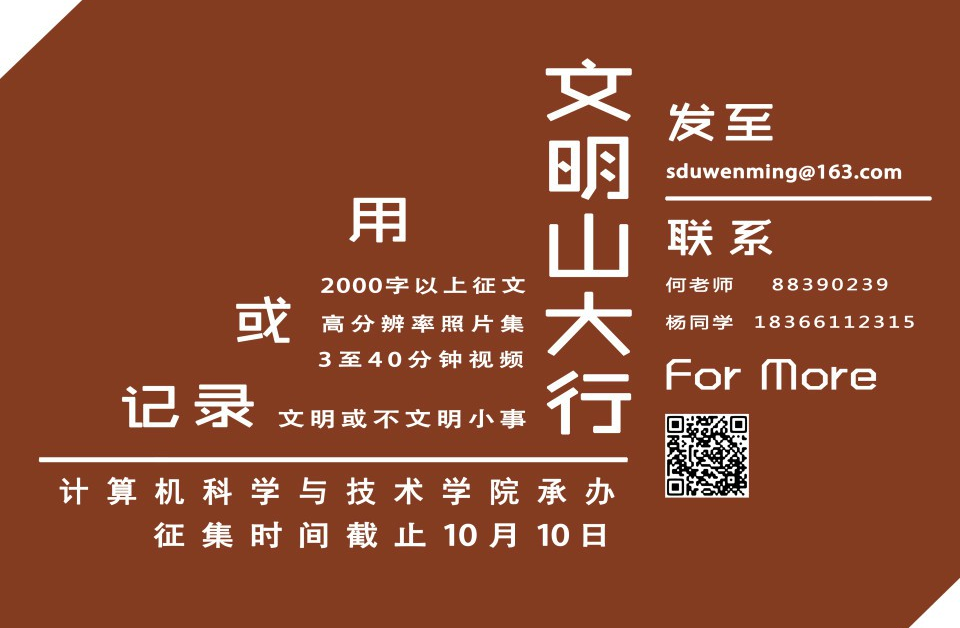 文明山大行
用
2000字以上征文
或
高分辨率照片集
3至40分钟视频
记录
文明或不文明小事
计算机科学与技术学院承办
征集时间截止10月10日
发至
sduwenming@163.com
联系
何老师 88390239
杨同学 18366112315
For More